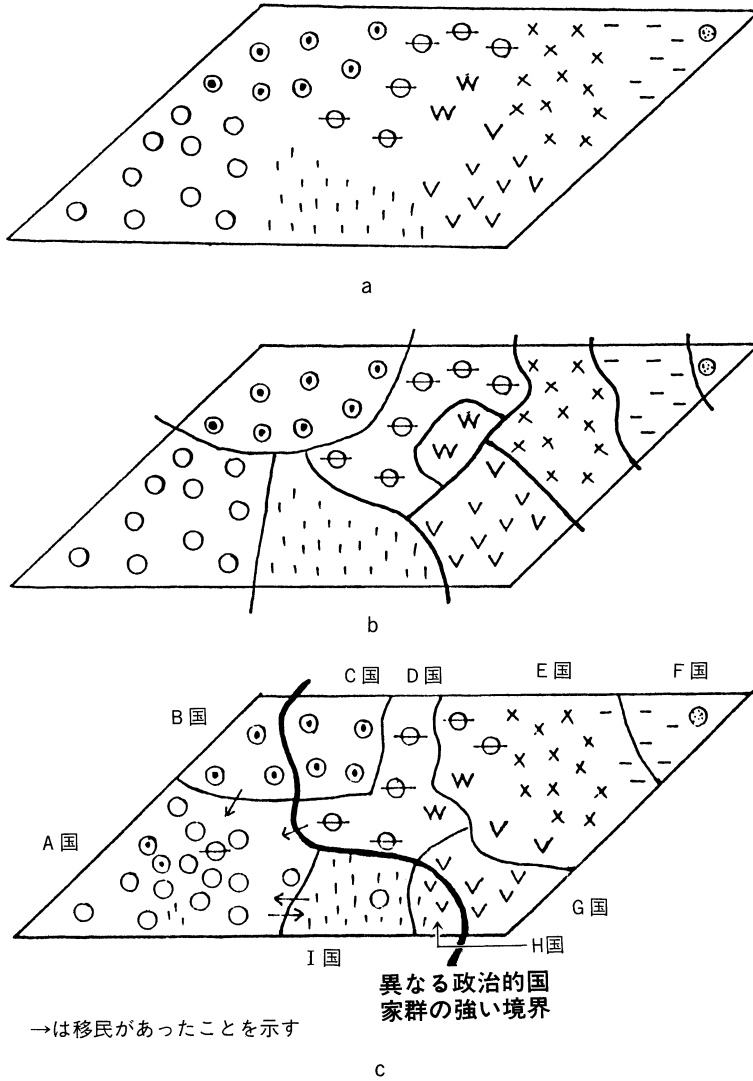 a
b
C国 D国 E国 F国
B国
A国
G国
H国
I国
異なる政治的国
家群の強い境界
→は移民があったことを示す
c